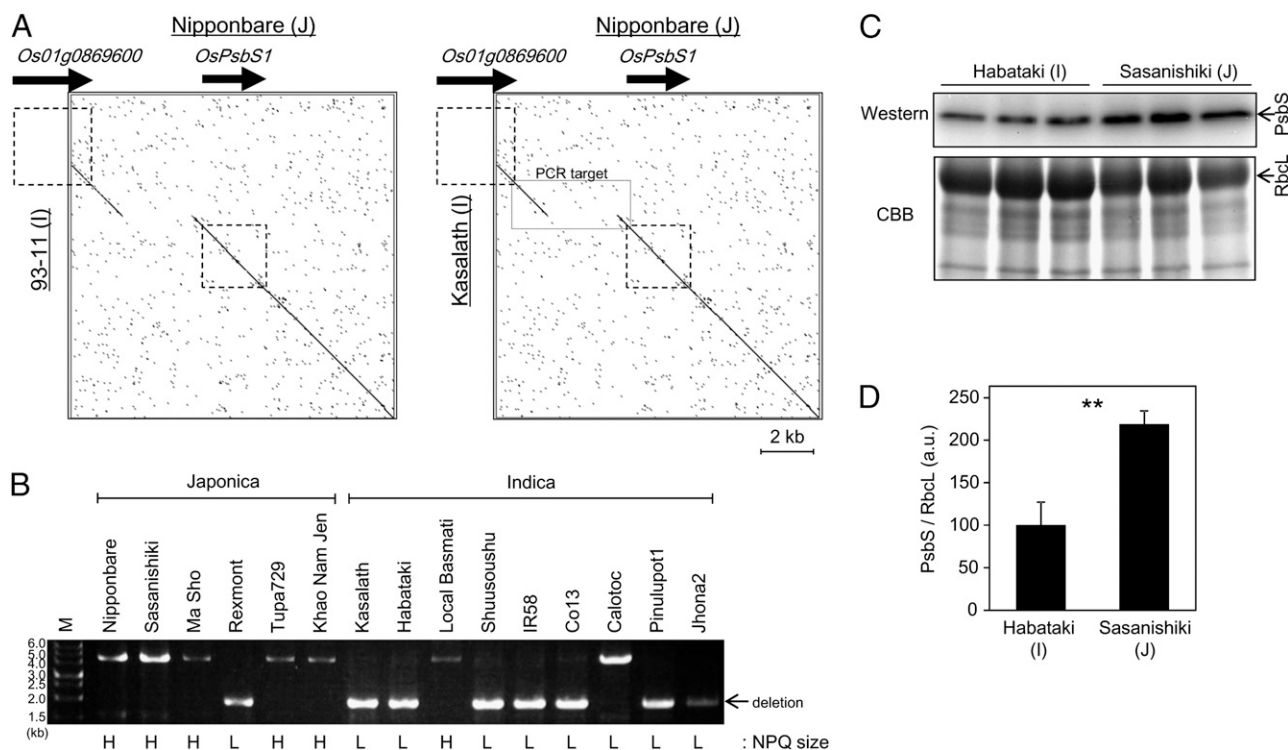 A
Nipponbare (J)
Os01g0869600
OsPsbS1
93-111 (I)
Nipponbare (J)
Os01g0869600
OsPsbS1
PCR target
Kasalath (I)
2 kb
B
Japonica
Indica
M
Nipponbare
Sasanishiki
Ma Sho
Rexmont
Tupa729
Khao Nam Jen
Kasalath
Habataki
Local Basmati
Shuusoushu
IR58
Co13
Calotoc
Pinulupot1
Jhona2
6.0
5.0
4.0
3.0
2.5
2.0
1.5
(kb)
deletion
H H H L H H L L H L L L L L L : NPQ size
C
Habataki (I) Sasanishiki (J)
Western
PsbS
RbcL
CBB
D
PsbS / RbcL (a.u.)
250
200
150
100
50
0
**
Habataki
(I)
Sasanishiki
(J)